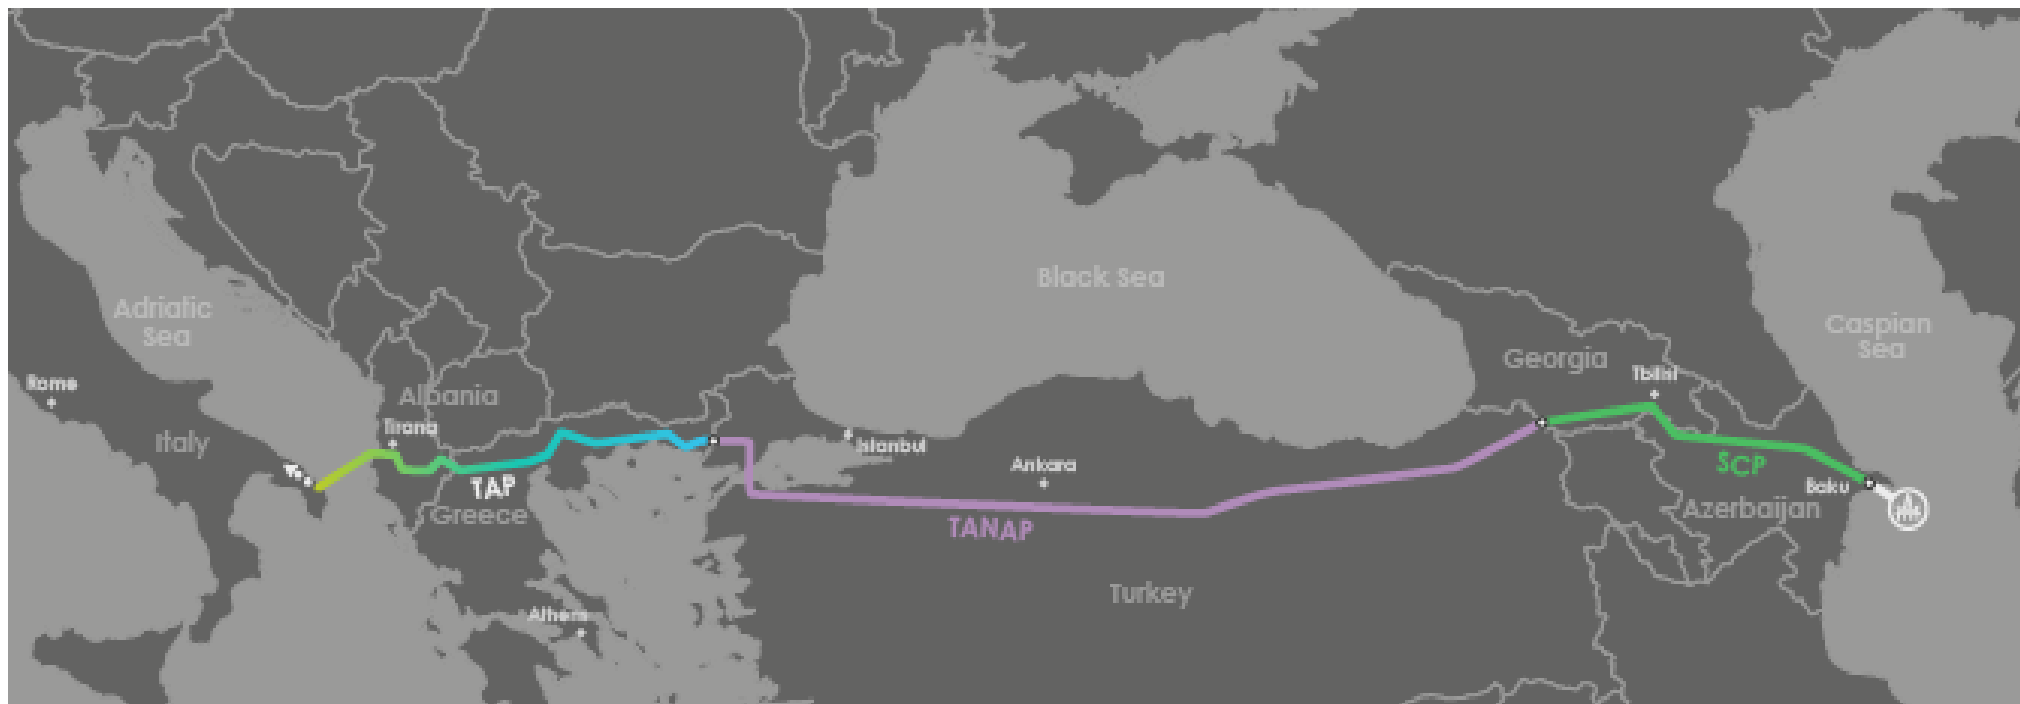 Black Sea
Adriatic
Sea
Caspian
Sea
Georgia
Tbilisi
Rome
Albania
Tirana
Italy
Istanbul
Ankara
SCP
TAP
Baku
Azerbaijan
Greece
TANAP
Turkey
Athens